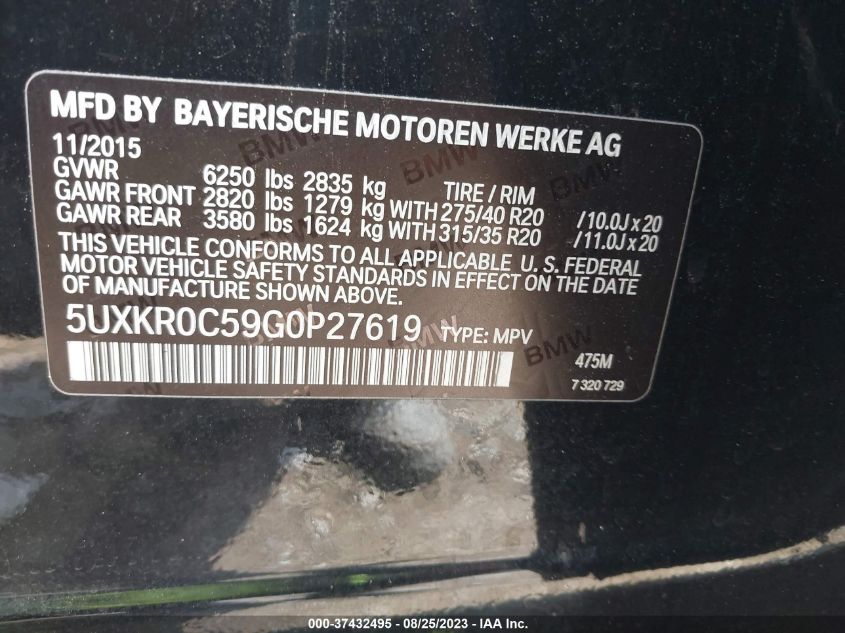 MFD BY BAYERISCHE MOTOREN WERKE AG
11/2015
GVWR 6250 lbs 2835 kg TIRE / RIM
GAWR FRONT 2820 lbs 1279 kg WITH 275/40 R20 /10.0J x 20
GAWR REAR 3580 lbs 1624 kg WITH 315/35 R20 /11.0J x 20
THIS VEHICLE CONFORMS TO ALL APPLICABLE U. S. FEDERAL
MOTOR VEHICLE SAFETY STANDARDS IN EFFECT ON THE DATE
OF MANUFACTURE SHOWN ABOVE.
5UXKR0C59G0P27619 TYPE: MPV
475M
7 320 729
000-37432495 - 08/25/2023 - IAA Inc.